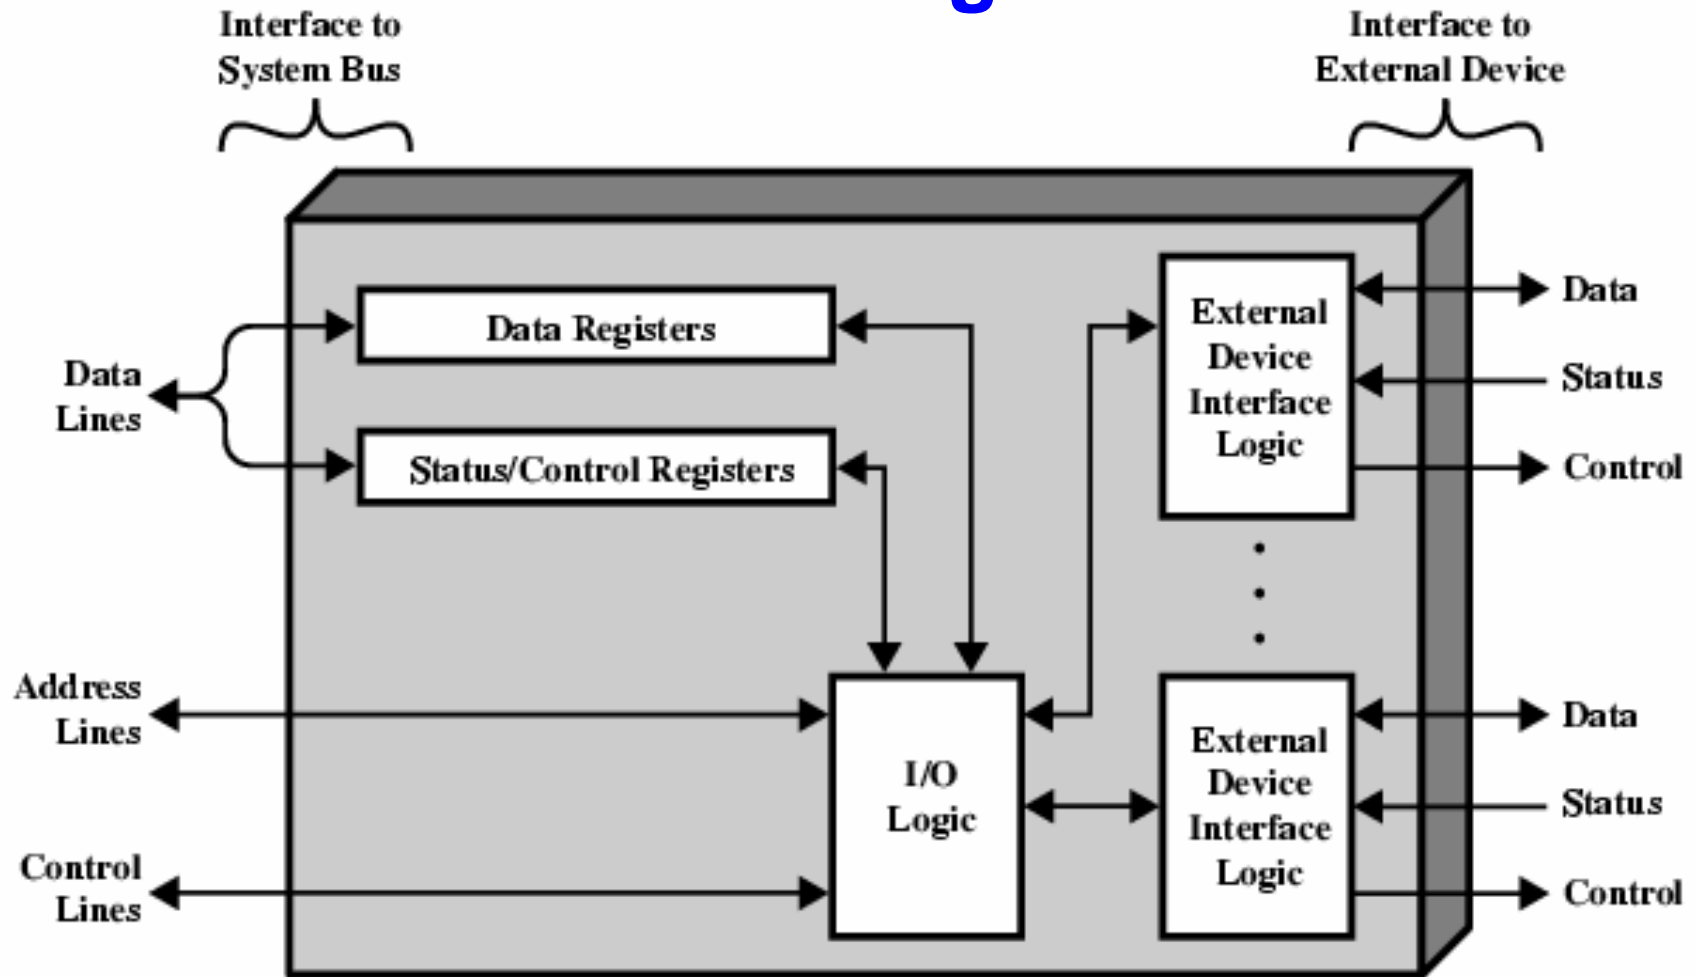 Interface to
System Bus
Interface to
External Device
Data Registers
Status/Control Registers
Data
Lines
Address
Lines
Control
Lines
I/O
Logic
External
Device
Interface
Logic
Data
Status
Control
External
Device
Interface
Logic
Data
Status
Control